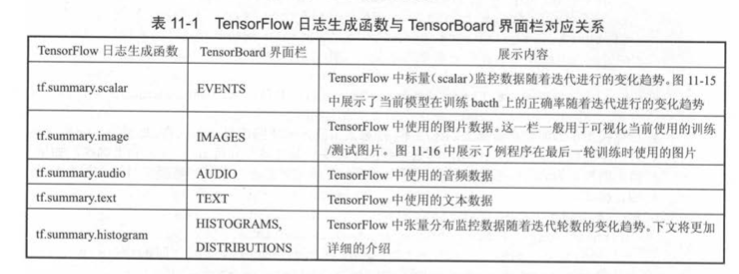 表 11-1 TensorFlow 日志生成函数与 TensorBoard 界面栏对应关系
TensorFlow 日志生成函数 TensorBoard 界面栏 展示内容
tf.summary.scalar EVENTS TensorFlow 中标量(scalar)监控数据随着迭代进行的变化趋势。图 11-15
中展示了当前模型在训练 bacth 上的正确率随着迭代进行的变化趋势
tf.summary.image IMAGES TensorFlow 中使用的图片数据。这一栏一般用于可视化当前使用的训练
/测试图片。图 11-16 中展示了例程序在最后一轮训练时使用的图片
tf.summary.audio AUDIO TensorFlow 中使用的音频数据
tf.summary.text TEXT TensorFlow 中使用的文本数据
tf.summary.histogram HISTOGRAMS, TensorFlow 中张量分布监控数据随着迭代轮数的变化趋势。下文将更加
DISTRIBUTIONS 详细的介绍